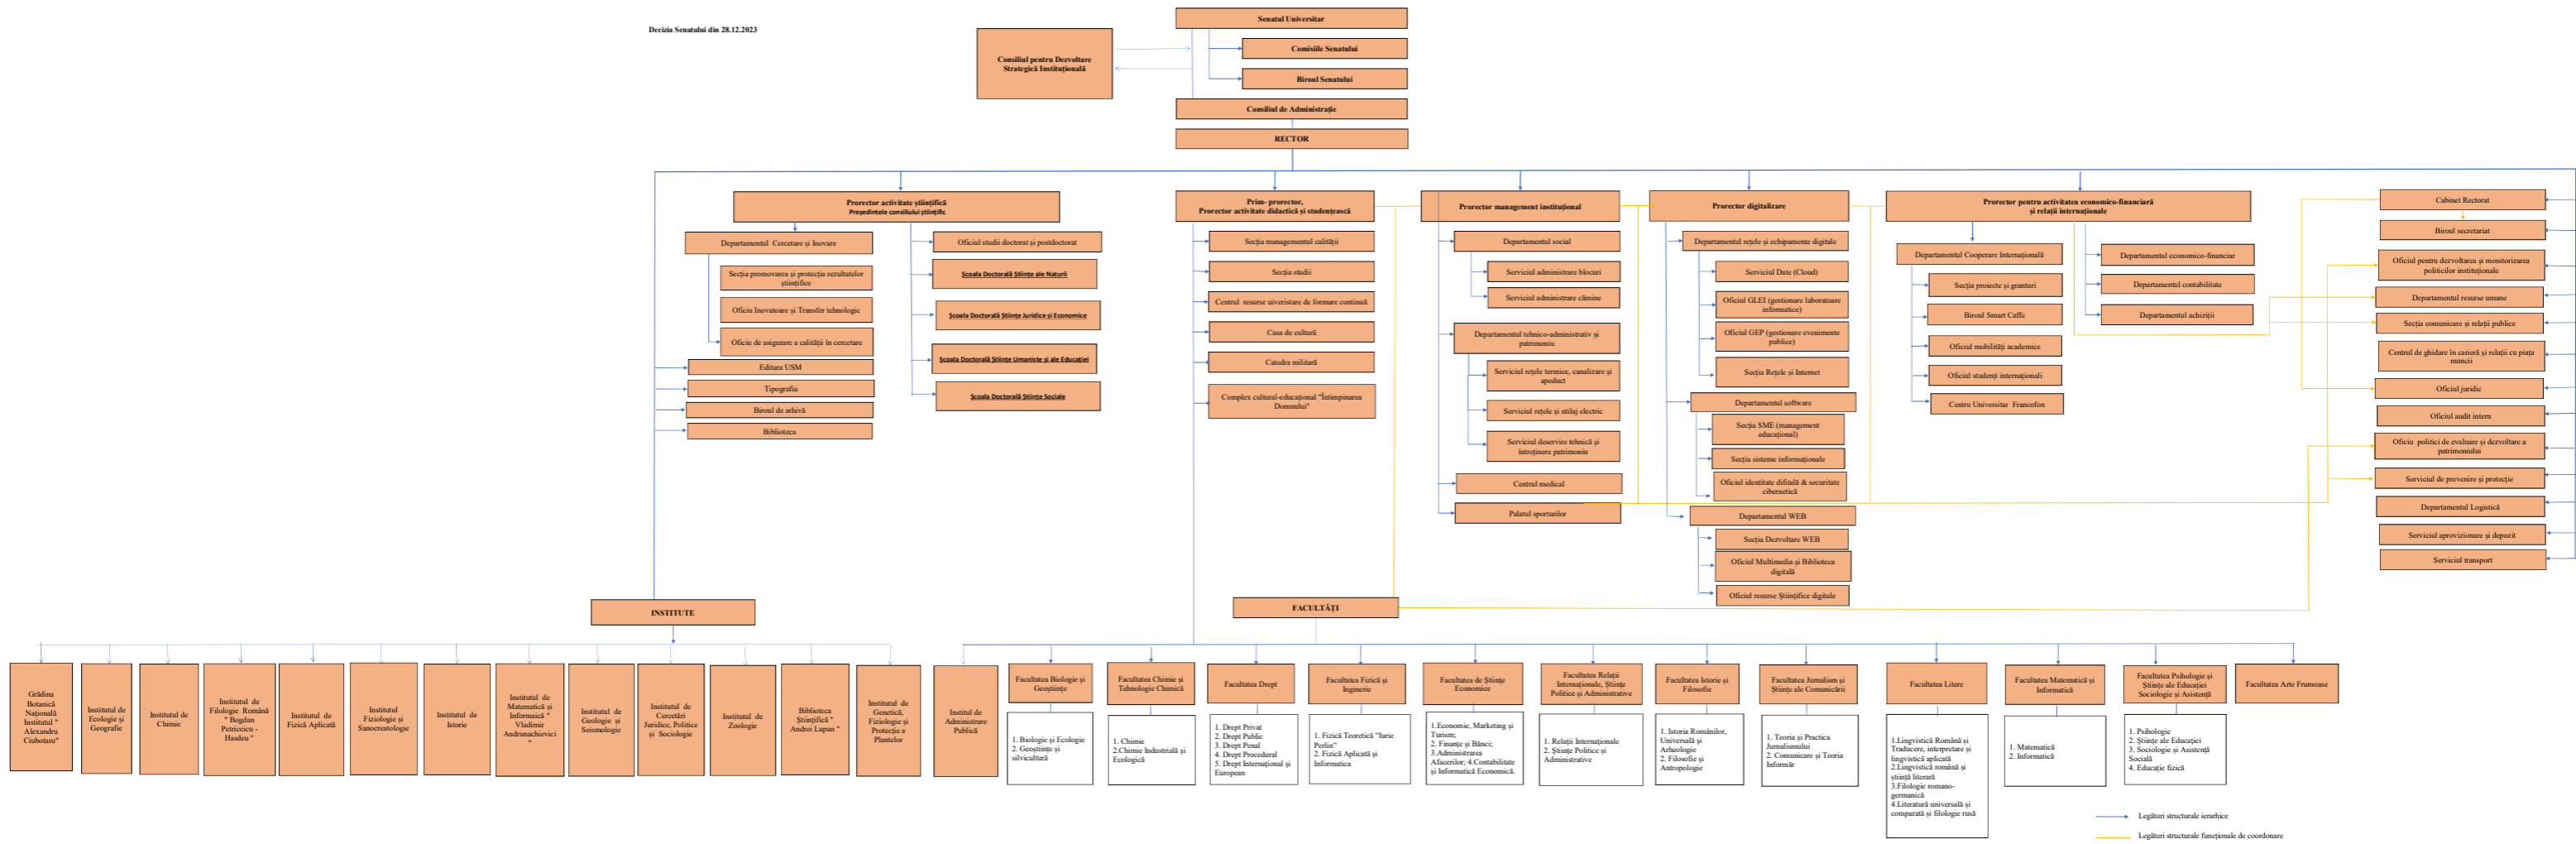 Decizia Senatului din 28.12.2023
Senatul Universitar
Comisiile Senatului
Biroul Senatului
Consiliul pentru Dezvoltare
Strategică Instituțională
Consiliul de Administrație
RECTOR
Prorector activitate științifică
Președintele consiliului științific
Departamentul Cercetare și Inovare
Secția promovarea și protecția rezultatelor
științifice
Oficiu Inovatoare și Transfer tehnologic
Oficiu de asigurare a calității în cercetare
Editura USM
Tipografia
Biroul de arhivă
Biblioteca
Oficiul studii doctorat și postdoctorat
Școala Doctorală Științe ale Naturii
Școala Doctorală Științe Juridice și Economice
Școala Doctorală Științe Umaniste și ale Educației
Școala Doctorală Științe Sociale
Prim- prorector,
Prorector activitate didactică și studențească
Secția managementul calității
Secția studii
Centrul resurse uiveristare de formare continuă
Casa de cultură
Catedra militară
Complex cultural-educațional "Întimpinarea
Domnului"
Prorector management instituțional
Departamentul social
Serviciul administrare blocuri
Serviciul administrare cămine
Departamentul tehnico-administrativ și
patrimoniu
Serviciul rețele termice, canalizare și
apeduct
Serviciul rețele și utilaj electric
Serviciul deservire tehnică și
întreținere patrimoniu
Centrul medical
Palatul sporturilor
Prorector digitalizare
Departamentul rețele și echipamente digitale
Serviciul Date (Cloud)
Oficiul GLEI (gestionare laboratoare
informatice)
Oficiul GEP (gestionare evenimente
publice)
Secția Rețele și Internet
Departamentul software
Secția SME (management
educațional)
Secția sisteme informaționale
Oficiul identitate difitală & securitate
cibernetică
Departamentul WEB
Secția Dezvoltare WEB
Oficiul Multimedia și Biblioteca
digitală
Oficiul resurse Științifice digitale
Prorector pentru activitatea economico-financiară
și relații internaționale
Departamentul Cooperare Internațională
Secția proiecte și granturi
Biroul Smart Caffe
Oficiul mobilități academice
Oficiul studenți internaționali
Centru Universitar Francofon
Departamentul economico-financiar
Departamentul contabilitate
Departamentul achiziții
Cabinet Rectorat
Biroul secretariat
Oficiul pentru dezvoltarea și monitorizarea
politicilor instituționale
Departamentul resurse umane
Secția comunicare și relații publice
Centrul de ghidare în carieră și relații cu piața
muncii
Oficiul juridic
Oficiul audit intern
Oficiu politici de evaluare și dezvoltare a
patrimoniului
Serviciul de prevenire și protecție
Departamentul Logistică
Serviciul aprovizionare și depozit
Serviciul transport
INSTITUTE
FACULTĂȚI
Grădina
Botanică
Națională
Institutul "
Alexandru
Ciubotaru"
Institutul de
Ecologie și
Geografie
Institutul de
Chimie
Institutul de
Filologie Română
" Bogdan
Petriceicu -
Hasdeu "
Institutul de
Fizică Aplicată
Institutul
Fiziologie și
Sanocreatologie
Institutul de
Istorie
Institutul de
Matematică și
Informaică "
Vladimir
Andrunachievici
"
Institutul de
Geologie și
Seismologie
Institutul de
Cercetări
Juridice, Politice
și Sociologie
Institutul de
Zoologie
Biblioteca
Științifică "
Andrei Lupan "
Institutul de
Genetică,
Fiziologie și
Protecție a
Plantelor
Institul de
Administrare
Publică
Facultatea Biologie și
Geoștiințe
1. Biologie și Ecologie
2. Geoștiințe și
silvicultură
Facultatea Chimie și
Tehnologie Chimică
1. Chimie
2.Chimie Industrială și
Ecologică
Facultatea Drept
1. Drept Privat
2. Drept Public
3. Drept Penal
4. Drept Procedural
5. Drept Internațional și
European
Facultatea Fizică și
Inginerie
1. Fizică Teoretică "Iurie
Perlin"
2. Fizică Aplicată și
Informatica
Facultatea de Științe
Economice
1.Economie, Marketing și
Turism;
2. Finanțe și Bănci;
3.Administrarea
Afacerilor; 4.Contabilitate
și Informatică Economică.
Facultatea Relații
Internaționale, Științe
Politice și Administrative
1. Relații Internaționale
2. Științe Politice și
Administrative
Facultatea Istorie și
Filosofie
1. Istoria Românilor,
Universală și
Arheologie
2. Filosofie și
Antropologie
Facultatea Jurnalism și
Științe ale Comunicării
1. Teoria și Practica
Jurnalismului
2. Comunicare și Teoria
Informăr
Facultatea Litere
1.Lingvistică Română și
Traducere, interpretare și
lingvistică aplicată
2.Lingvistică română și
știință literară
3.Filologie romano-
germanică
4.Literatură universală și
comparată și filologie rusă
Facultatea Matematică și
Informatică
1. Matematică
2. Informatică
Facultatea Psihologie și
Științe ale Educației
Sociologie și Asistență
1. Psihologie
2. Științe ale Educației
3. Sociologie și Asistență
Socială
4. Educație fizică
Facultatea Arte Frumoase
Legături structurale ierarhice
Legături structurale funcționale de coordonare